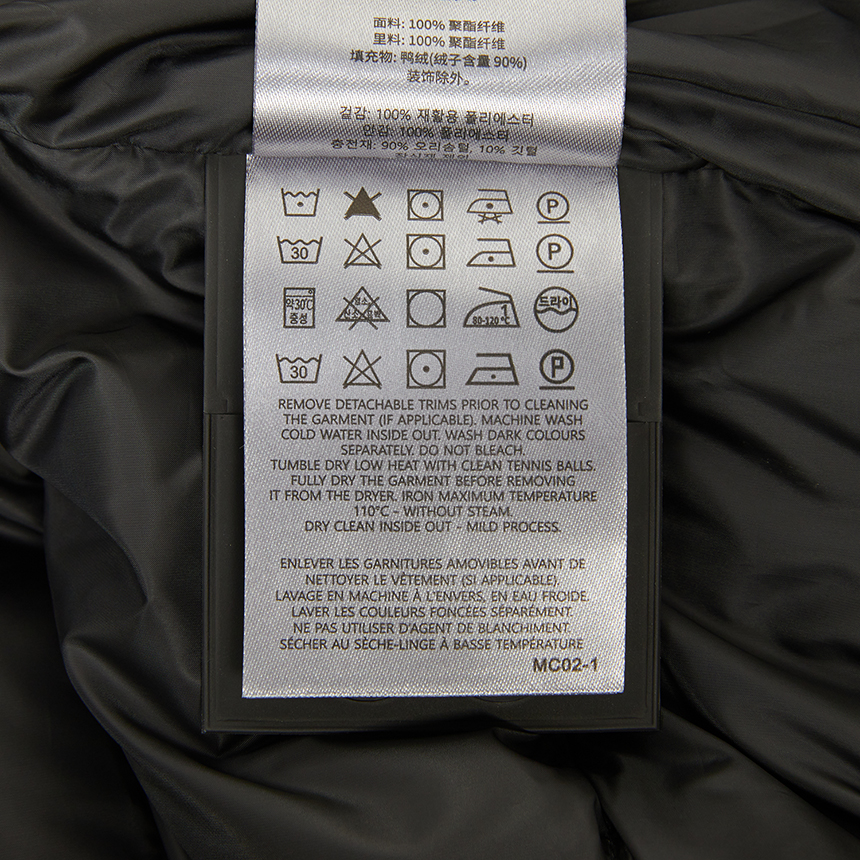 面料: 100% 聚酯纤维
里料: 100% 聚酯纤维
填充物: 鸭绒(绒子含量 90%)
装饰除外。
겉감: 100% 재활용 폴리에스터
안감: 100% 폴리에스터
충전재: 90% 오리솜털, 10% 깃털
P
30 P
약30℃ 중성 80-120℃ 1 드라이
30 P
REMOVE DETACHABLE TRIMS PRIOR TO CLEANING
THE GARMENT (IF APPLICABLE). MACHINE WASH
COLD WATER INSIDE OUT. WASH DARK COLOURS
SEPARATELY. DO NOT BLEACH.
TUMBLE DRY LOW HEAT WITH CLEAN TENNIS BALLS.
FULLY DRY THE GARMENT BEFORE REMOVING
IT FROM THE DRYER. IRON MAXIMUM TEMPERATURE
110°C - WITHOUT STEAM.
DRY CLEAN INSIDE OUT - MILD PROCESS.
ENLEVER LES GARNITURES AMOVIBLES AVANT DE
NETTOYER LE VÊTEMENT (SI APPLICABLE).
LAVAGE EN MACHINE À L'ENVERS, EN EAU FROIDE.
LAVER LES COULEURS FONCÉES SÉPARÉMENT.
NE PAS UTILISER D'AGENT DE BLANCHIMENT.
SÉCHER AU SÈCHE-LINGE À BASSE TEMPÉRATURE
MC02-1